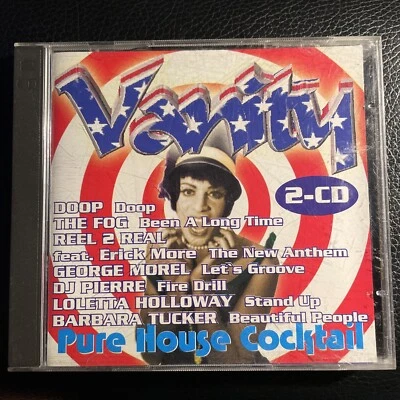 Vanity
2-CD
DOOP Doop
THE FOG Been A Long Time
REEL 2 REAL
feat. Erick More The New Anthem
GEORGE MOREL Let's Groove
DJ PIERRE Fire Drill
LOLETTA HOLLOWAY Stand Up
BARBARA TUCKER Beautiful People
Pure House Cocktail